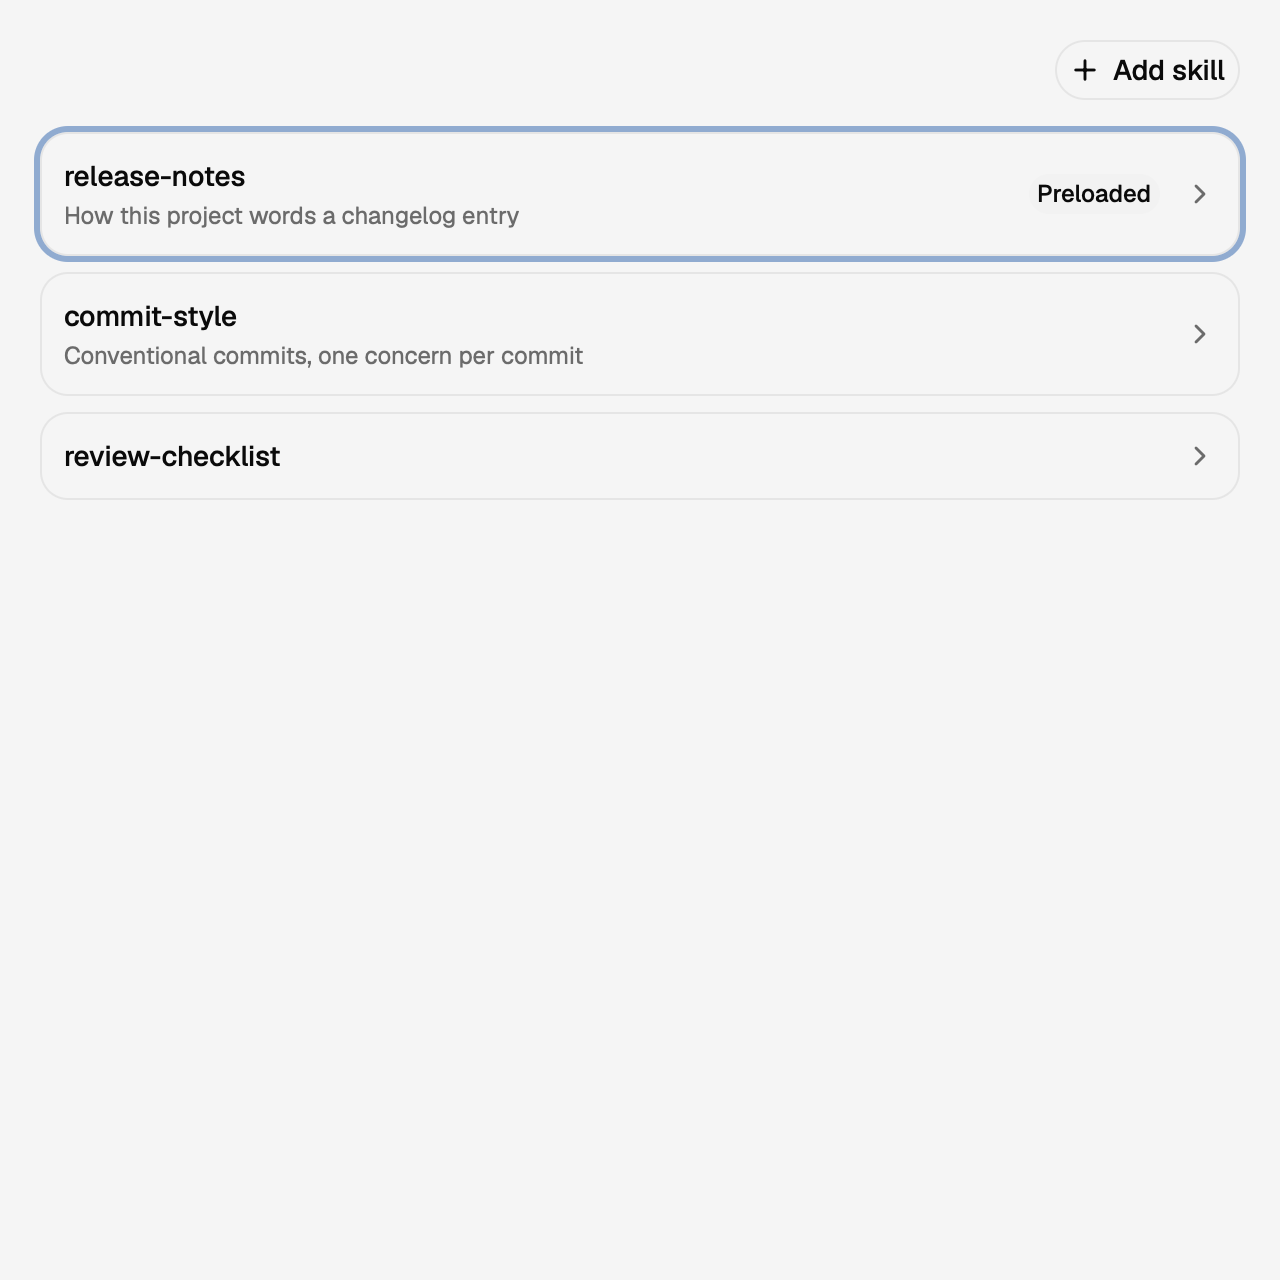 Add skill
release-notes
How this project words a changelog entry
Preloaded
commit-style
Conventional commits, one concern per commit
review-checklist